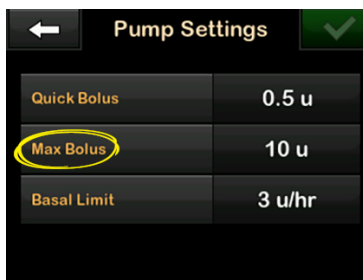 Pump Settings
Quick Bolus 0.5 u
Max Bolus 10 u
Basal Limit 3 u/hr